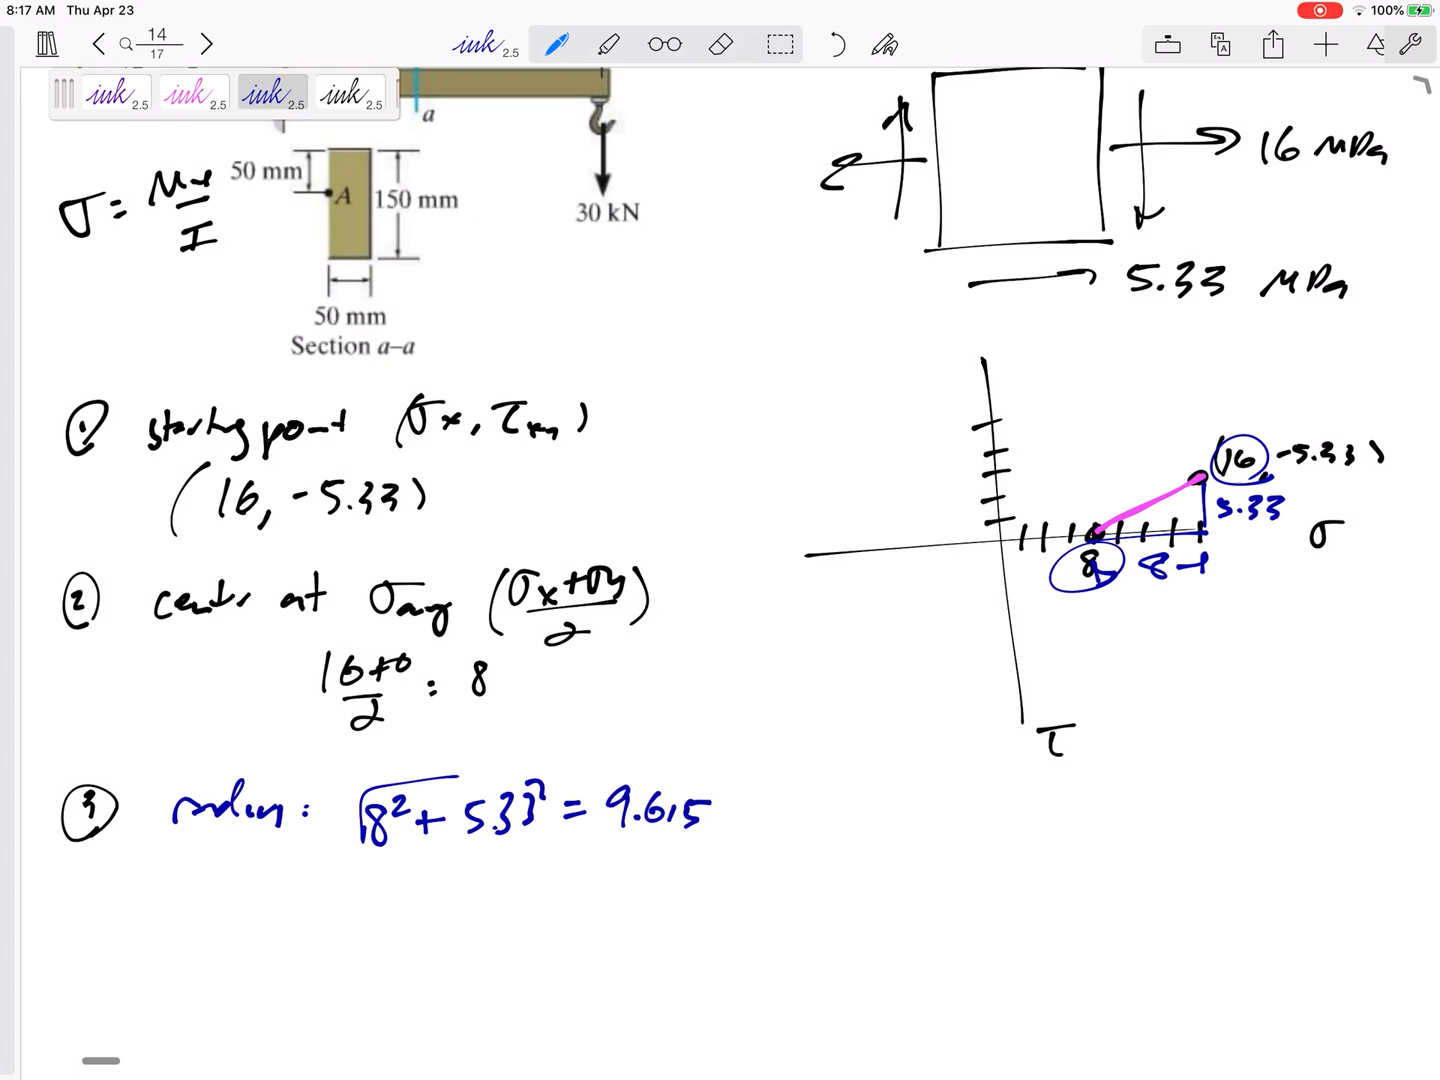 8:17 AM Thu Apr 23
100%
14
17
ink 2.5
ink 2.5
ink 2.5
ink 2.5
ink 2.5
a
σ = My
I
50 mm
A
150 mm
30 kN
50 mm
Section a–a
16 MPa
5.33 MPa
① starting point (σx, τxy)
(16, -5.33)
② center at σavg (σx+σy)
2
16+0 = 8
2
③ radius: √8² + 5.33² = 9.615
(16, -5.33)
5.33
8
8
σ
τ